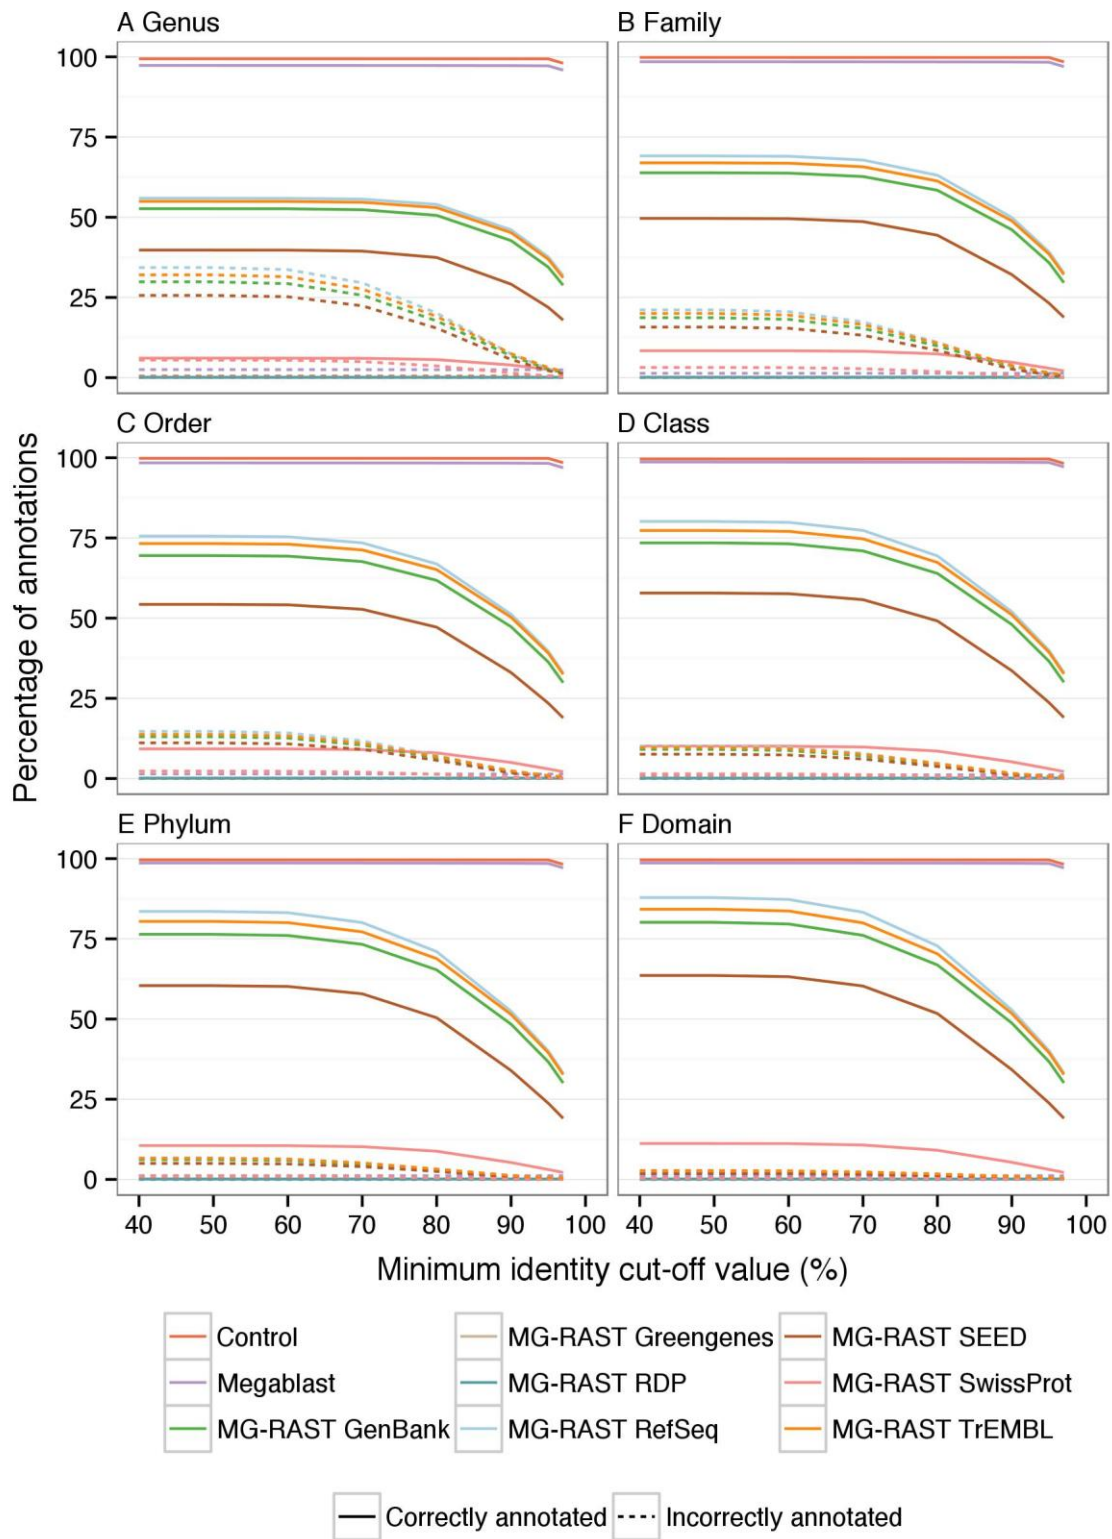 A Genus
B Family
100
75
50
25
0
C Order
D Class
100
75
50
25
0
E Phylum
F Domain
100
75
50
25
0
Percentage of annotations
40 50 60 70 80 90 100 40 50 60 70 80 90 100
Minimum identity cut-off value (%)
Control MG-RAST Greengenes MG-RAST SEED
Megablast MG-RAST RDP MG-RAST SwissProt
MG-RAST GenBank MG-RAST RefSeq MG-RAST TrEMBL
Correctly annotated Incorrectly annotated